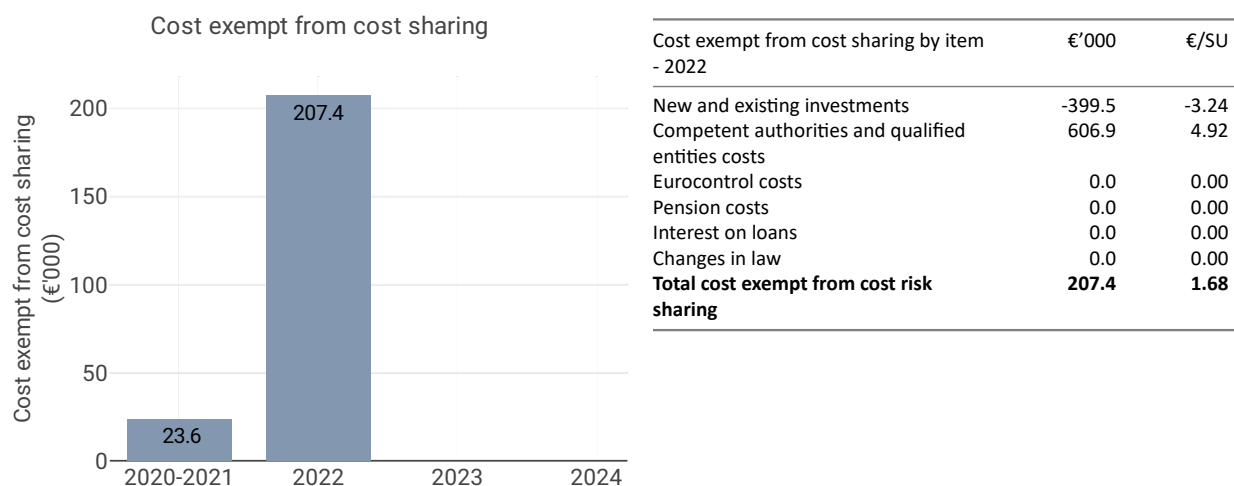 Cost exempt from cost sharing
Cost exempt from cost sharing
(€'000)
200
150
100
50
0
207.4
23.6
2020-2021
2022
2023
2024
Cost exempt from cost sharing by item €’000 €/SU
- 2022
New and existing investments -399.5 -3.24
Competent authorities and qualified 606.9 4.92
entities costs
Eurocontrol costs 0.0 0.00
Pension costs 0.0 0.00
Interest on loans 0.0 0.00
Changes in law 0.0 0.00
Total cost exempt from cost risk 207.4 1.68
sharing